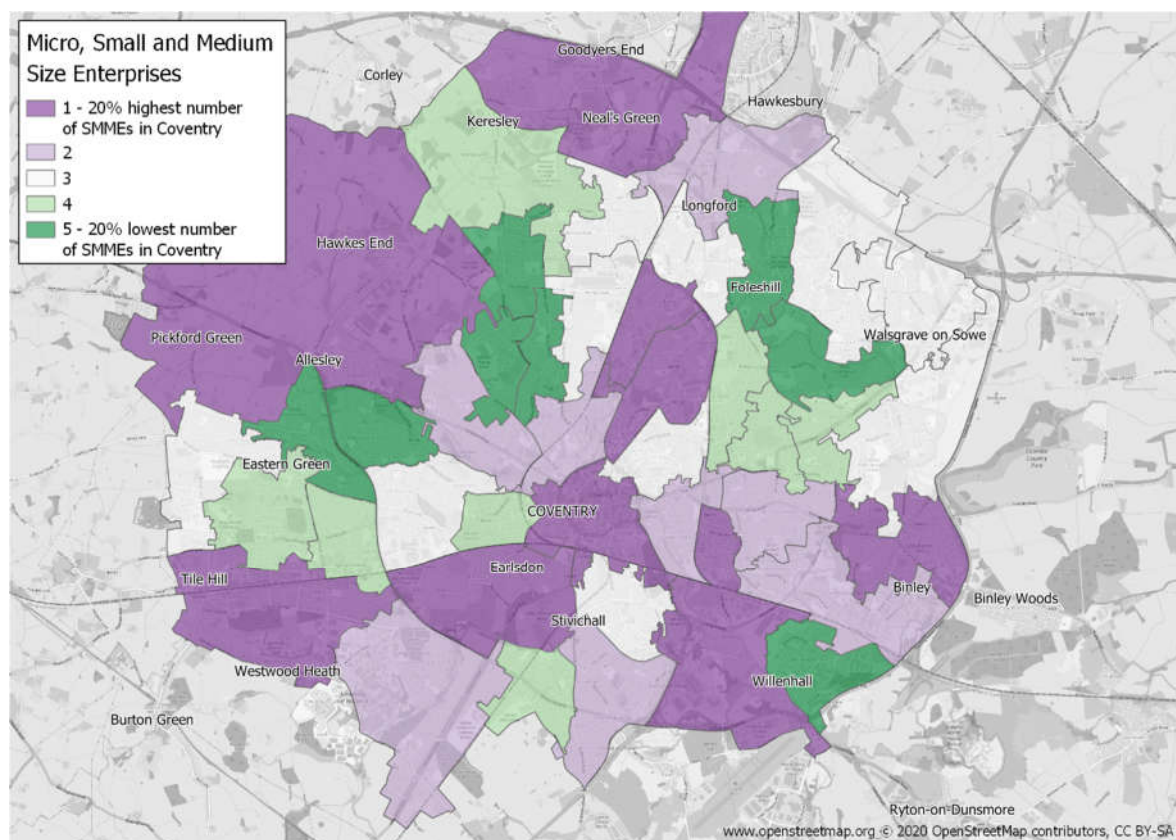 Micro, Small and Medium
Size Enterprises
1 - 20% highest number
of SMMEs in Coventry
2
3
4
5 - 20% lowest number
of SMMEs in Coventry
Goodyers End
Corley
Hawkesbury
Keresley
Neal's Green
Longford
Hawkes End
Foleshill
Pickford Green
Walsgrave on Sowe
Allesley
Eastern Green
COVENTRY
Earlsdon
Tile Hill
Binley
Binley Woods
Stivichall
Westwood Heath
Willenhall
Burton Green
Ryton-on-Dunsmore
www.openstreetmap.org © 2020 OpenStreetMap contributors, CC BY-SA